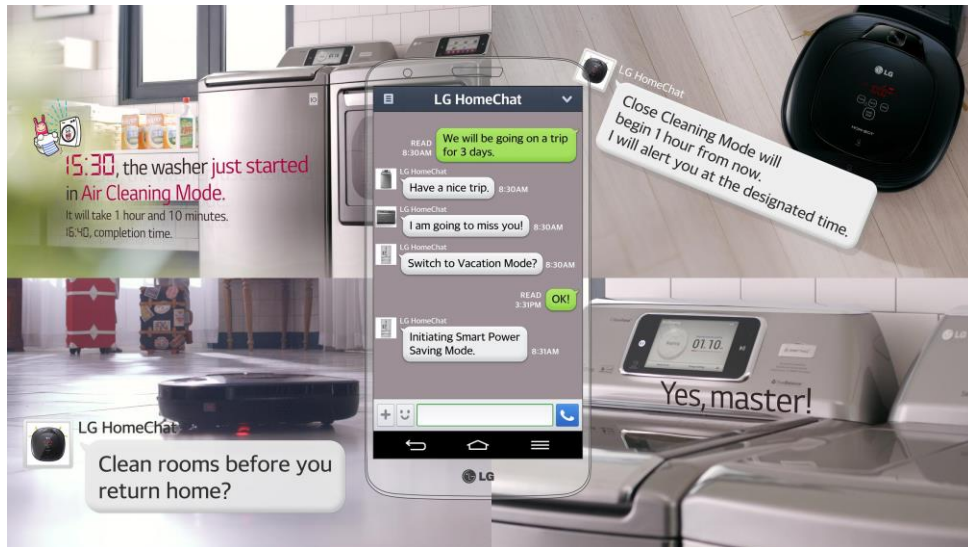 15:30, the washer just started
in Air Cleaning Mode.
It will take 1 hour and 10 minutes.
16:40, completion time.
LG HomeChat
We will be going on a trip
for 3 days.
READ
8:30AM
LG HomeChat
Have a nice trip.
8:30AM
LG HomeChat
I am going to miss you!
8:30AM
LG HomeChat
Switch to Vacation Mode?
8:30AM
READ
3:31PM
OK!
LG HomeChat
Initiating Smart Power
Saving Mode.
8:31AM
LG
LG HomeChat
Close Cleaning Mode will
begin 1 hour from now.
I will alert you at the designated time.
LG
HOM-BOT
LG HomeChat
Clean rooms before you
return home?
01.10.
LG
Yes, master!